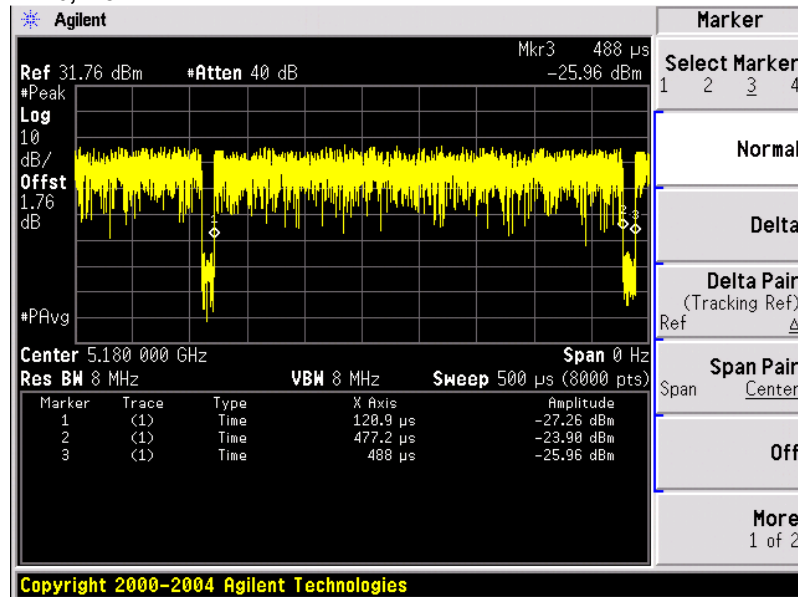 Agilent
Marker
Mkr3 488 µs
Ref 31.76 dBm #Atten 40 dB -25.96 dBm
#Peak
Log
10
dB/
Offst
1.76
dB
1
2
3
#PAvg
Center 5.180 000 GHz Span 0 Hz
Res BW 8 MHz VBW 8 MHz Sweep 500 µs (8000 pts)
Marker Trace Type X Axis Amplitude
1 (1) Time 120.9 µs -27.26 dBm
2 (1) Time 477.2 µs -23.90 dBm
3 (1) Time 488 µs -25.96 dBm
Select Marker
1 2 3 4
Normal
Delta
Delta Pair
(Tracking Ref)
Ref Δ
Span Pair
Span Center
Off
More
1 of 2
Copyright 2000-2004 Agilent Technologies